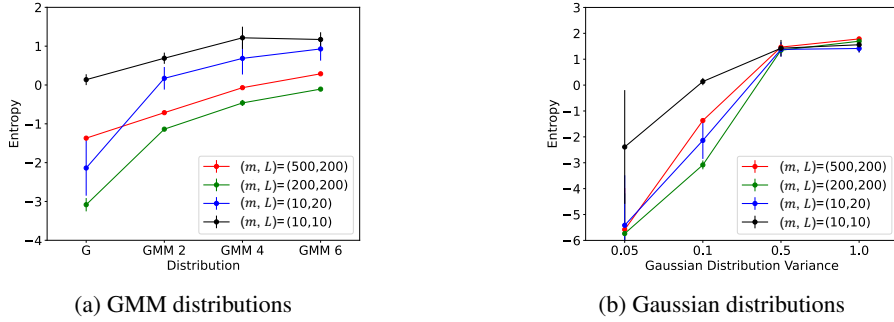 2
1
0
−1
−2
−3
−4
Entropy
G
GMM 2
GMM 4
GMM 6
Distribution
(m, L)=(500,200)
(m, L)=(200,200)
(m, L)=(10,20)
(m, L)=(10,10)
(a) GMM distributions
3
2
1
0
−1
−2
−3
−4
−5
−6
Entropy
0.05
0.1
0.5
1.0
Gaussian Distribution Variance
(m, L)=(500,200)
(m, L)=(200,200)
(m, L)=(10,20)
(m, L)=(10,10)
(b) Gaussian distributions